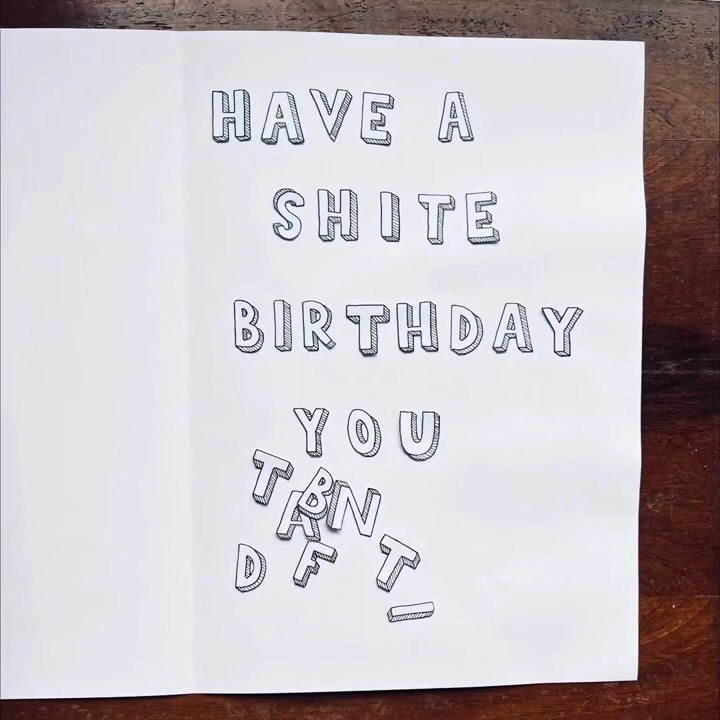 HAVE A
SHITE
BIRTHDAY
YOU
T A B N
D F T I